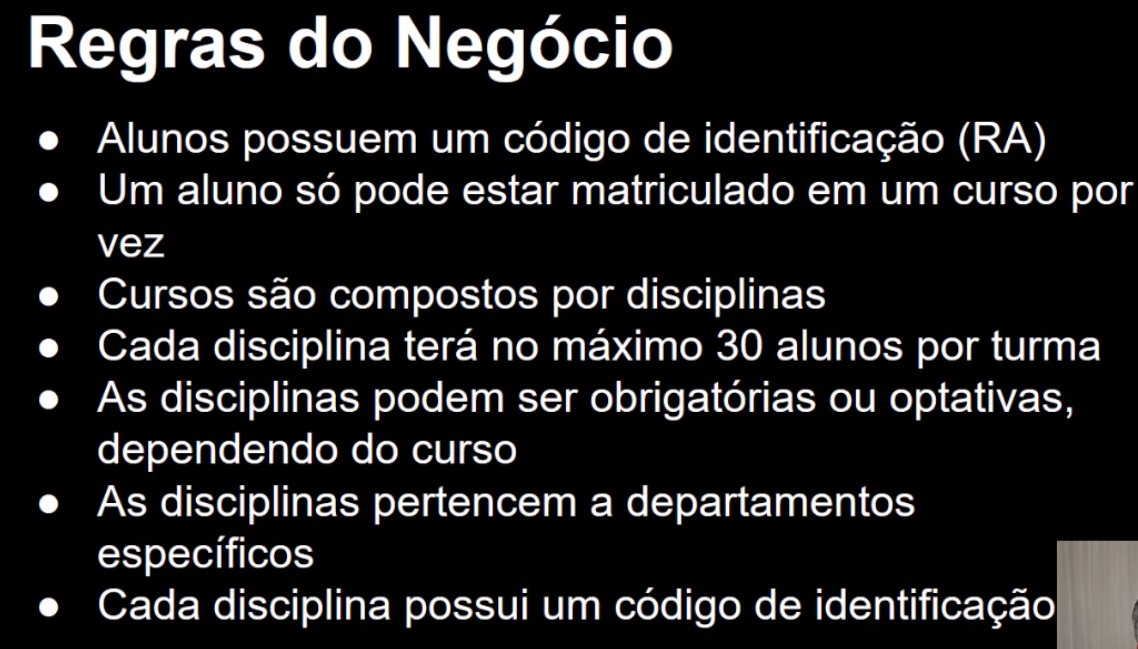 Regras do Negócio
● Alunos possuem um código de identificação (RA)
● Um aluno só pode estar matriculado em um curso por
vez
● Cursos são compostos por disciplinas
● Cada disciplina terá no máximo 30 alunos por turma
● As disciplinas podem ser obrigatórias ou optativas,
dependendo do curso
● As disciplinas pertencem a departamentos
específicos
● Cada disciplina possui um código de identificação